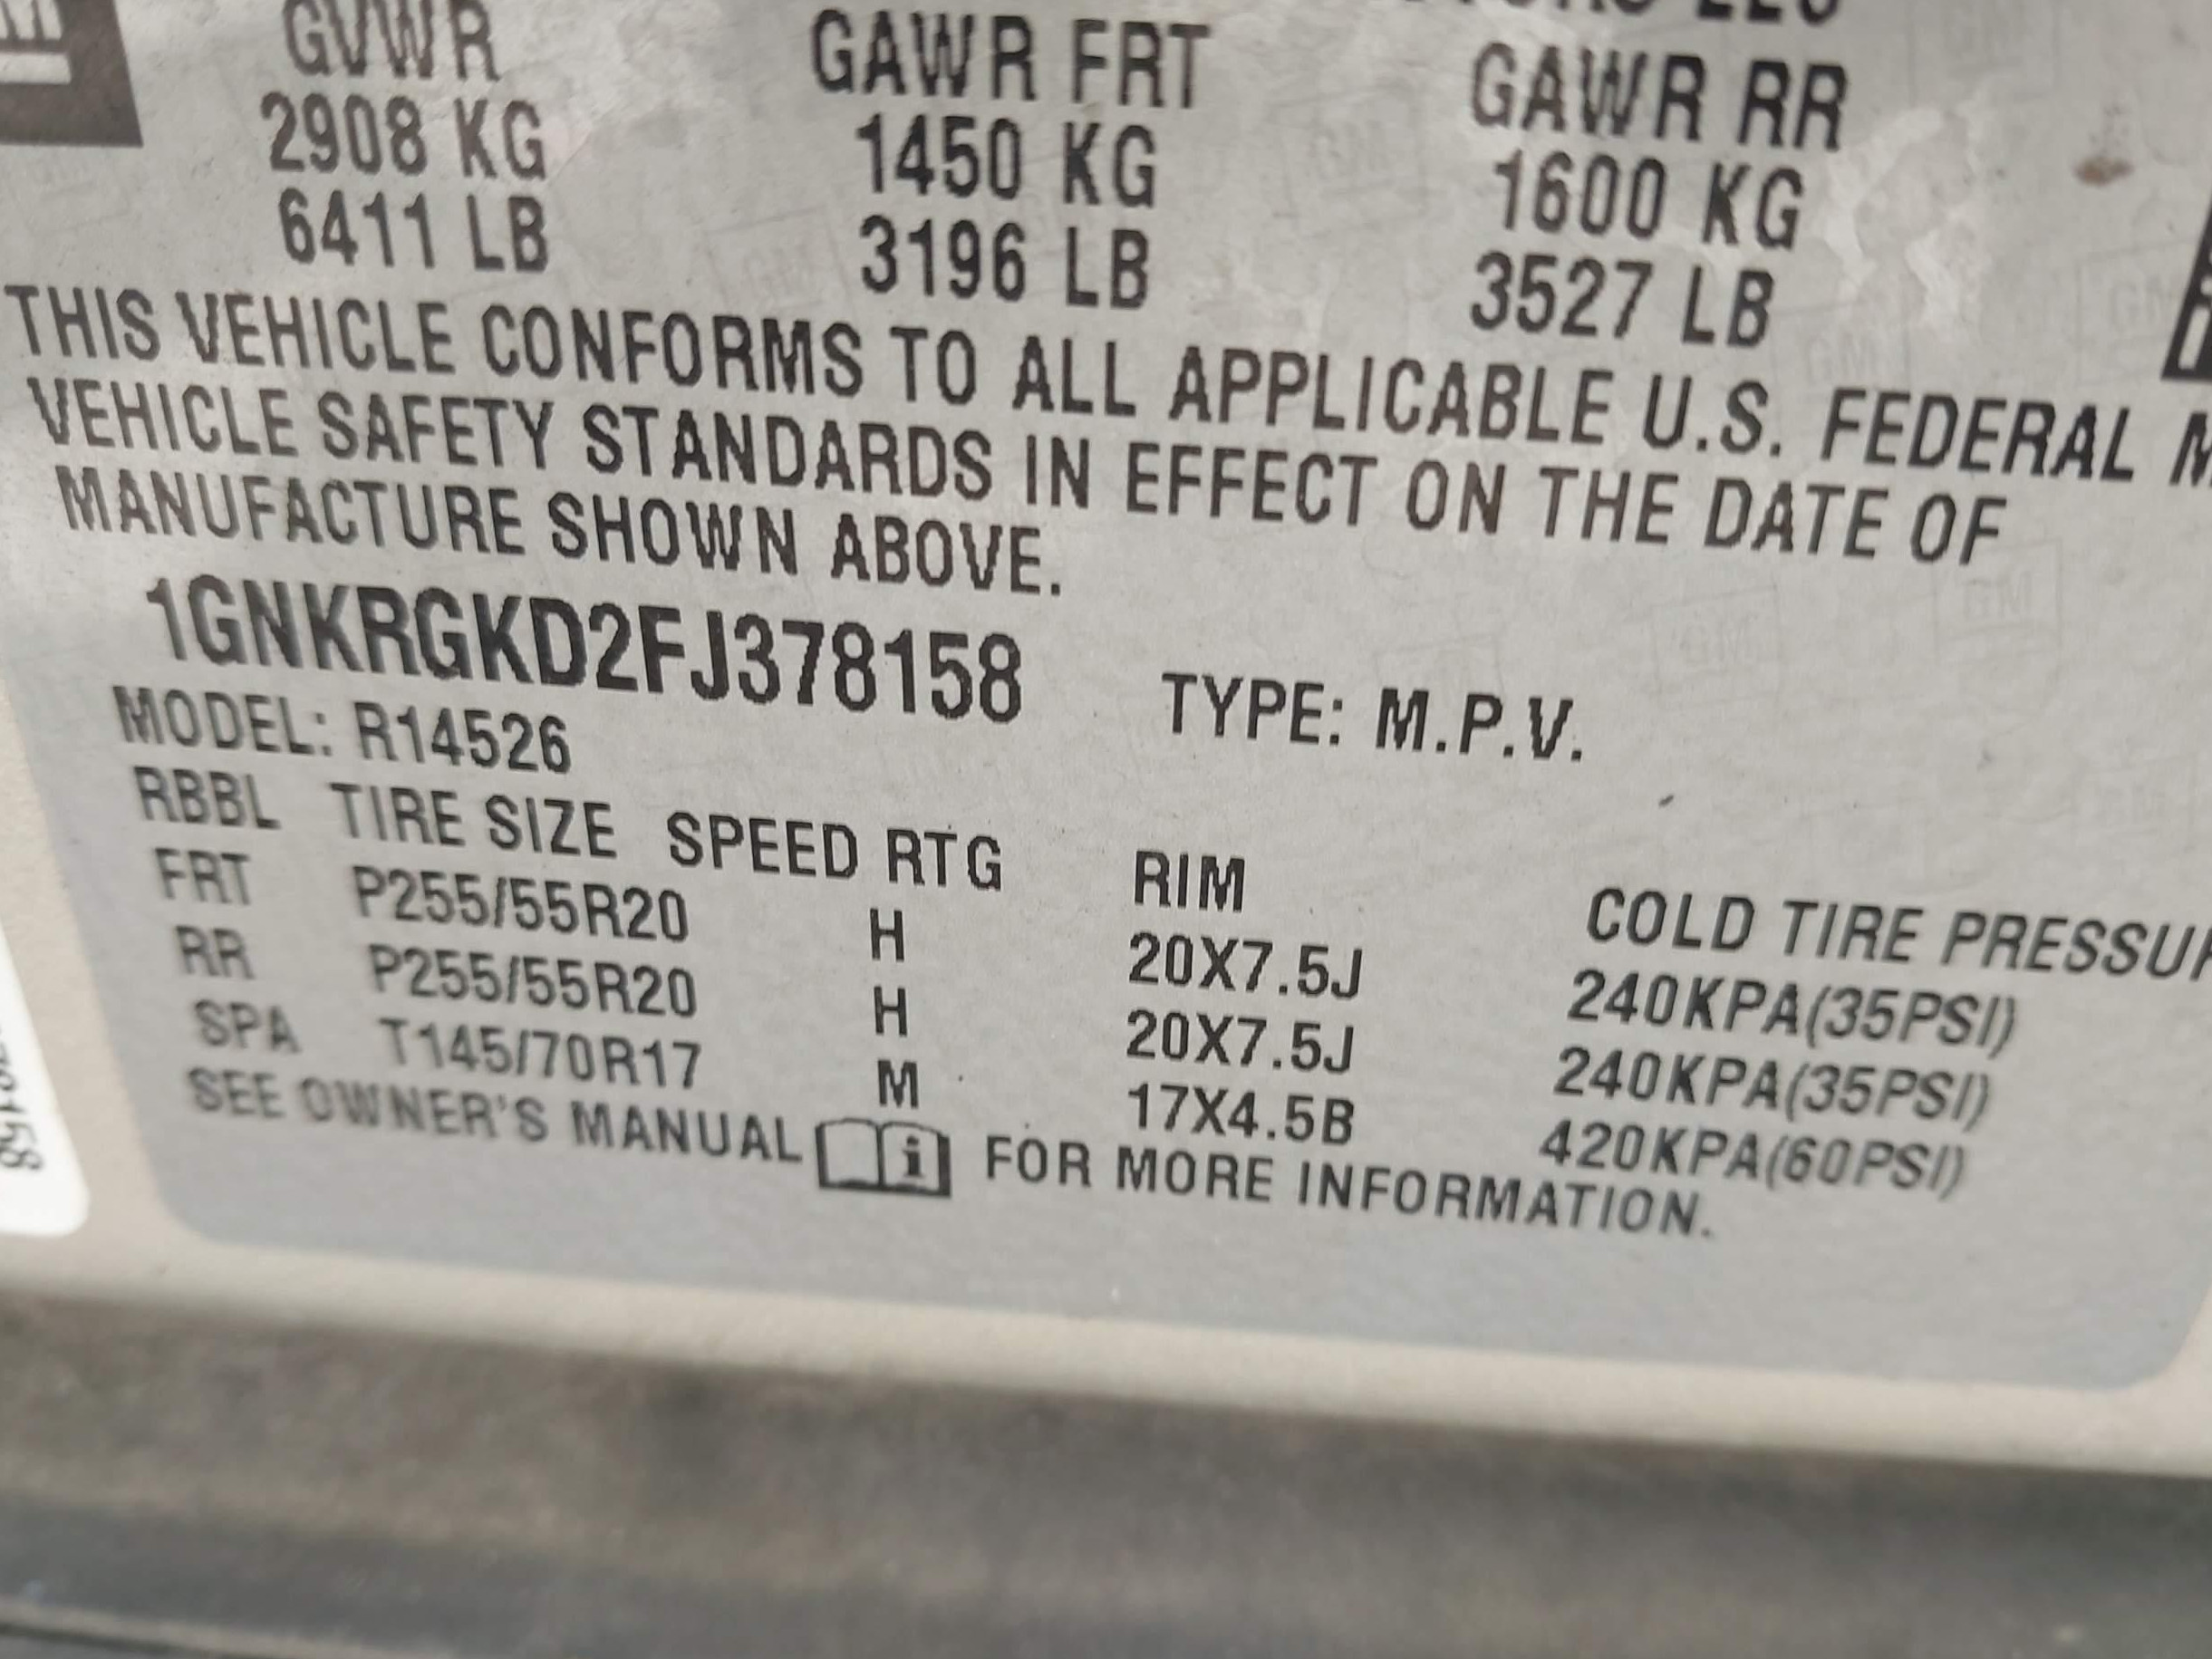 GVWR GAWR FRT GAWR RR
2908 KG 1450 KG 1600 KG
6411 LB 3196 LB 3527 LB
THIS VEHICLE CONFORMS TO ALL APPLICABLE U.S. FEDERAL M
VEHICLE SAFETY STANDARDS IN EFFECT ON THE DATE OF
MANUFACTURE SHOWN ABOVE.
1GNKRGKD2FJ378158 TYPE: M.P.V.
MODEL: R14526
RBBL TIRE SIZE SPEED RTG RIM COLD TIRE PRESSUR
FRT P255/55R20 H 20X7.5J 240KPA(35PSI)
RR P255/55R20 H 20X7.5J 240KPA(35PSI)
SPA T145/70R17 M 17X4.5B 420KPA(60PSI)
SEE OWNER'S MANUAL i FOR MORE INFORMATION.